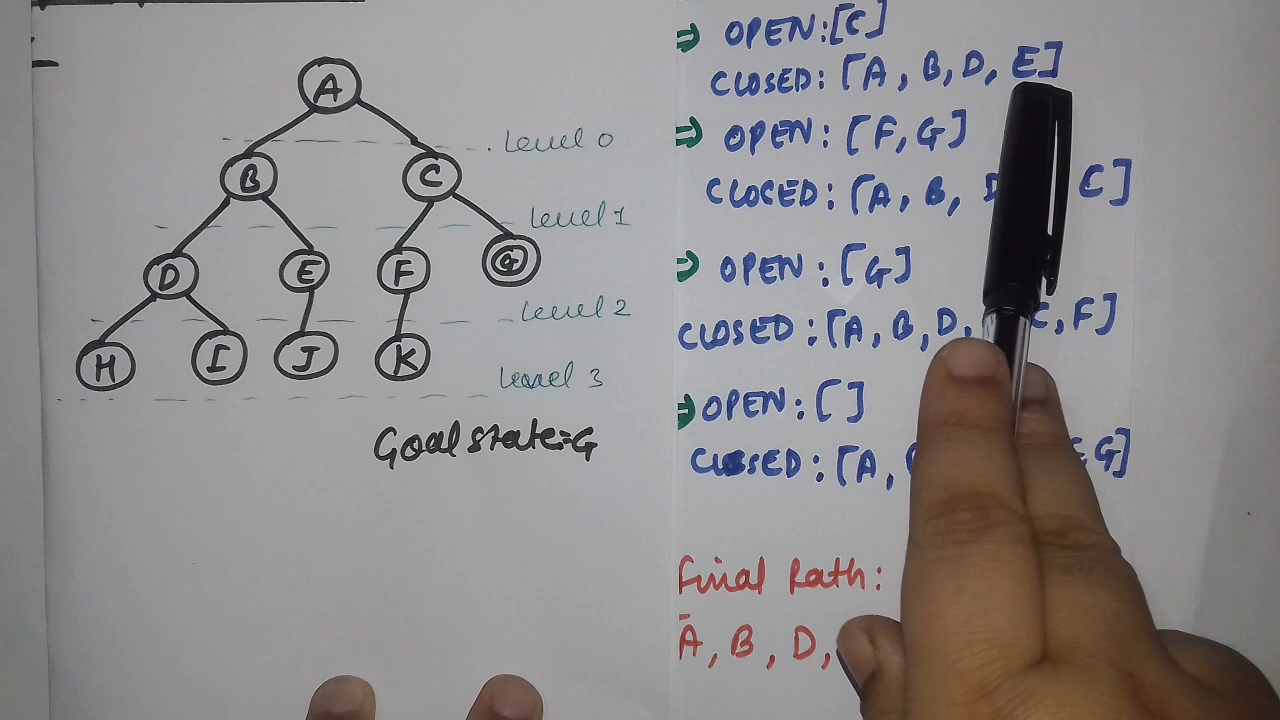 A
Level 0
B C
Level 1
D E F G
Level 2
H I J K
Level 3
Goal state:G
⇒ OPEN:[C]
CLOSED: [A, B, D, E]
⇒ OPEN: [F, G]
CLOSED: [A, B, D C]
⇒ OPEN: [G]
CLOSED: [A, B, D, C, F]
⇒ OPEN: [ ]
CLOSED: [A, G]
Final Path:
A, B, D,